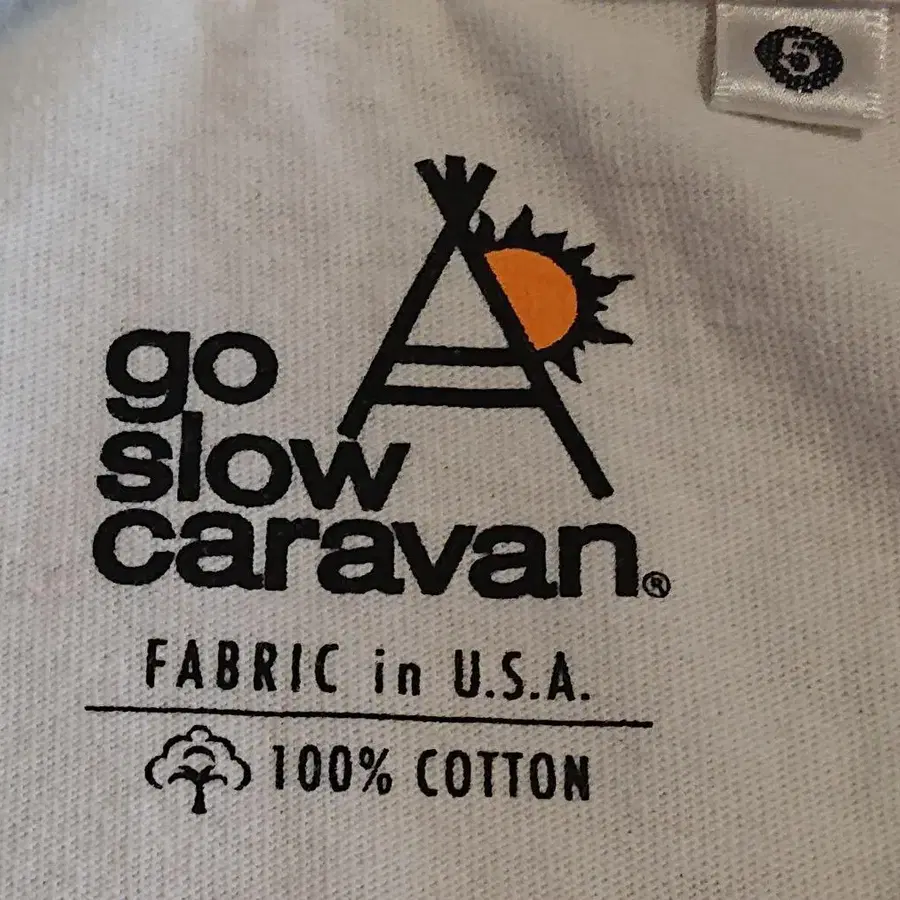 5
go
slow
caravan®
FABRIC in U.S.A.
100% COTTON